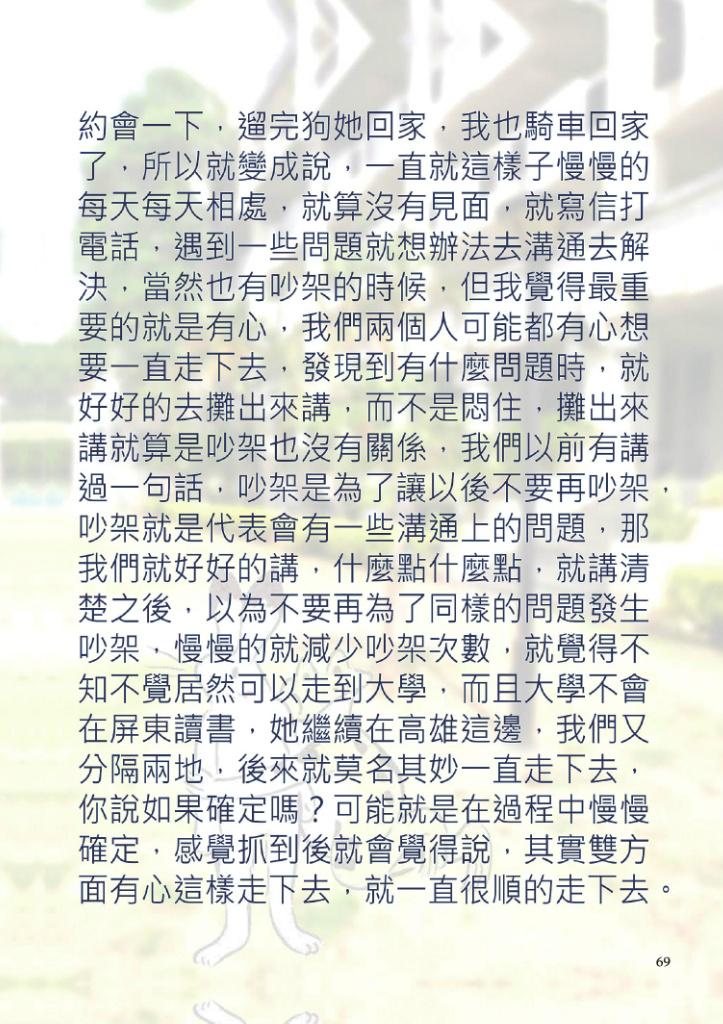 約會一下，遛完狗她回家，我也騎車回家
了，所以就變成說，一直就這樣子慢慢的
每天每天相處，就算沒有見面，就寫信打
電話，遇到一些問題就想辦法去溝通去解
決，當然也有吵架的時候，但我覺得最重
要的就是有心，我們兩個人可能都有心想
要一直走下去，發現到有什麼問題時，就
好好的去攤出來講，而不是悶住，攤出來
講就算是吵架也沒有關係，我們以前有講
過一句話，吵架是為了讓以後不要再吵架，
吵架就是代表會有一些溝通上的問題，那
我們就好好的講，什麼點什麼點，就講清
楚之後，以為不要再為了同樣的問題發生
吵架，慢慢的就減少吵架次數，就覺得不
知不覺居然可以走到大學，而且大學不會
在屏東讀書，她繼續在高雄這邊，我們又
分隔兩地，後來就莫名其妙一直走下去，
你說如果確定嗎？可能就是在過程中慢慢
確定，感覺抓到後就會覺得說，其實雙方
面有心這樣走下去，就一直很順的走下去。
69